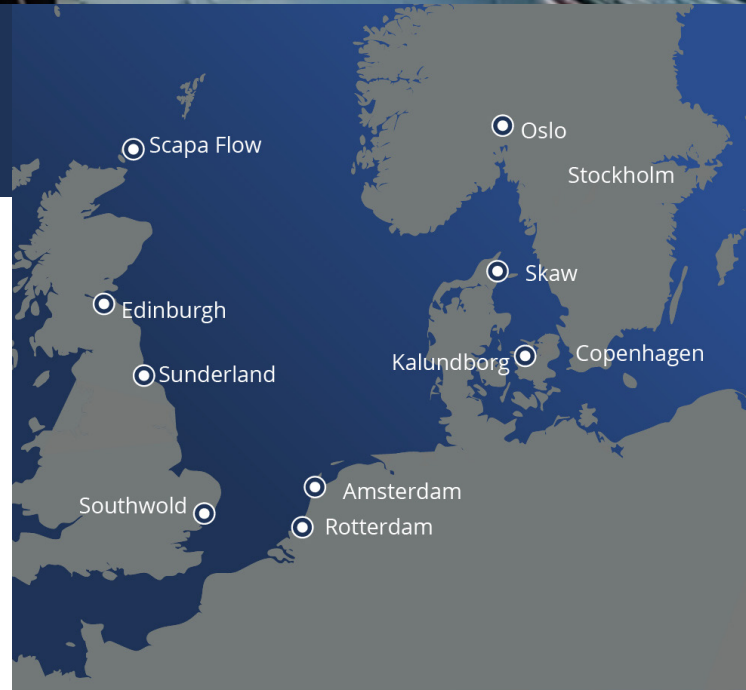 Oslo
Scapa Flow
Stockholm
Skaw
Edinburgh
Copenhagen
Kalundborg
Sunderland
Amsterdam
Southwold
Rotterdam